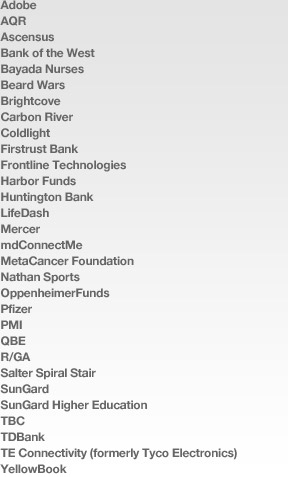 Adobe
AQR
Ascensus
Bank of the West
Bayada Nurses
Beard Wars
Brightcove
Carbon River
Coldlight
Firstrust Bank
Frontline Technologies
Harbor Funds
Huntington Bank
LifeDash
Mercer
mdConnectMe
MetaCancer Foundation
Nathan Sports
OppenheimerFunds
Pfizer
PMI
QBE
R/GA
Salter Spiral Stair
SunGard
SunGard Higher Education
TBC
TDBank
TE Connectivity (formerly Tyco Electronics)
YellowBook